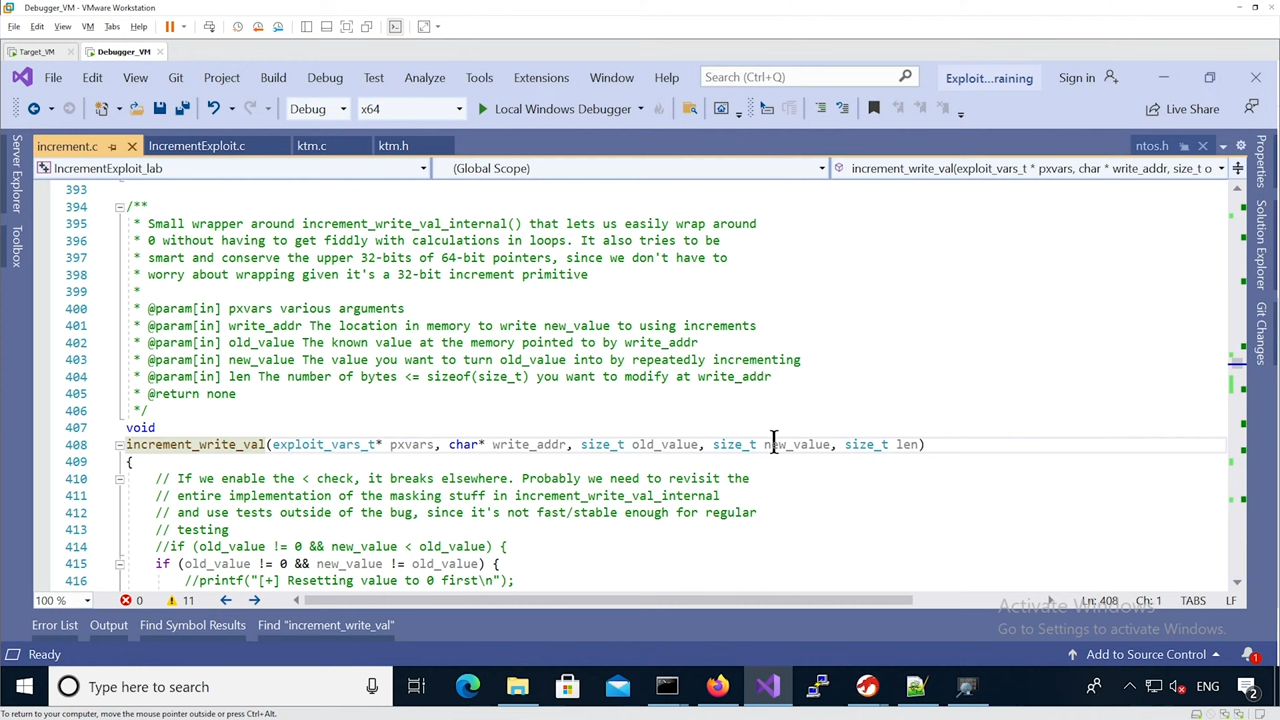 Debugger_VM - VMware Workstation
File Edit View VM Tabs Help
Target_VM Debugger_VM
File Edit View Git Project Build Debug Test Analyze Tools Extensions Window Help Search (Ctrl+Q) Exploit...raining Sign in
Debug x64 Local Windows Debugger Live Share
increment.c IncrementExploit.c ktm.c ktm.h ntos.h
IncrementExploit_lab (Global Scope) increment_write_val(exploit_vars_t * pxvars, char * write_addr, size_t o
Server Explorer
Toolbox
Properties
Solution Explorer
Git Changes
393
394 /**
395 * Small wrapper around increment_write_val_internal() that lets us easily wrap around
396 * 0 without having to get fiddly with calculations in loops. It also tries to be
397 * smart and conserve the upper 32-bits of 64-bit pointers, since we don't have to
398 * worry about wrapping given it's a 32-bit increment primitive
399 *
400 * @param[in] pxvars various arguments
401 * @param[in] write_addr The location in memory to write new_value to using increments
402 * @param[in] old_value The known value at the memory pointed to by write_addr
403 * @param[in] new_value The value you want to turn old_value into by repeatedly incrementing
404 * @param[in] len The number of bytes <= sizeof(size_t) you want to modify at write_addr
405 * @return none
406 */
407 void
408 increment_write_val(exploit_vars_t* pxvars, char* write_addr, size_t old_value, size_t new_value, size_t len)
409 {
410 // If we enable the < check, it breaks elsewhere. Probably we need to revisit the
411 // entire implementation of the masking stuff in increment_write_val_internal
412 // and use tests outside of the bug, since it's not fast/stable enough for regular
413 // testing
414 //if (old_value != 0 && new_value < old_value) {
415 if (old_value != 0 && new_value != old_value) {
416 //printf("[+] Resetting value to 0 first\n");
100 % 0 11 Ln: 408 Ch: 1 TABS LF
Activate Windows
Go to Settings to activate Windows.
Error List Output Find Symbol Results Find "increment_write_val"
Ready Add to Source Control 1
Type here to search ENG 2
To return to your computer, move the mouse pointer outside or press Ctrl+Alt.